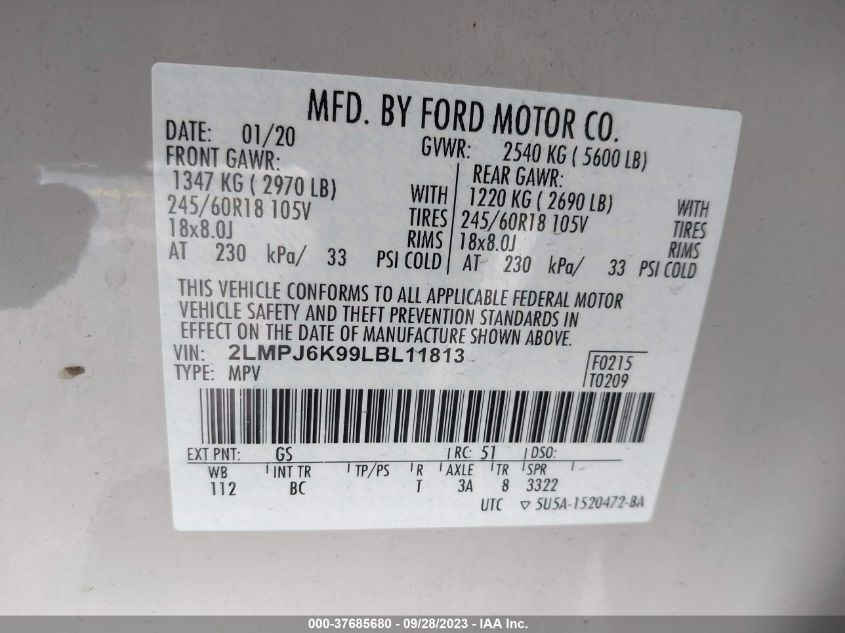 MFD. BY FORD MOTOR CO.
DATE: 01/20 GVWR: 2540 KG ( 5600 LB)
FRONT GAWR: REAR GAWR:
1347 KG ( 2970 LB) WITH 1220 KG ( 2690 LB) WITH
245/60R18 105V TIRES 245/60R18 105V TIRES
18x8.0J RIMS 18x8.0J RIMS
AT 230 kPa/ 33 PSI COLD AT 230 kPa/ 33 PSI COLD
THIS VEHICLE CONFORMS TO ALL APPLICABLE FEDERAL MOTOR
VEHICLE SAFETY AND THEFT PREVENTION STANDARDS IN
EFFECT ON THE DATE OF MANUFACTURE SHOWN ABOVE.
VIN: 2LMPJ6K99LBL11813 F0215
TYPE: MPV T0209
EXT PNT: GS RC: 51 DSO:
WB INT TR TP/PS R AXLE TR SPR
112 BC T 3A 8 3322
UTC ▽ 5U5A-1520472-BA
000-37685680 - 09/28/2023 - IAA Inc.